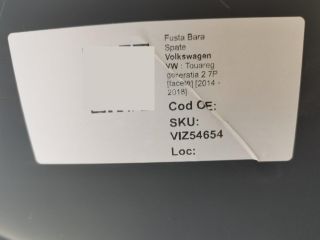 Fusta Bara
Spate
Volkswagen
VW : Touareg
generatia 2 7P
[facelift] [2014 -
2018]
Cod OE:
SKU:
VIZ54654
Loc: